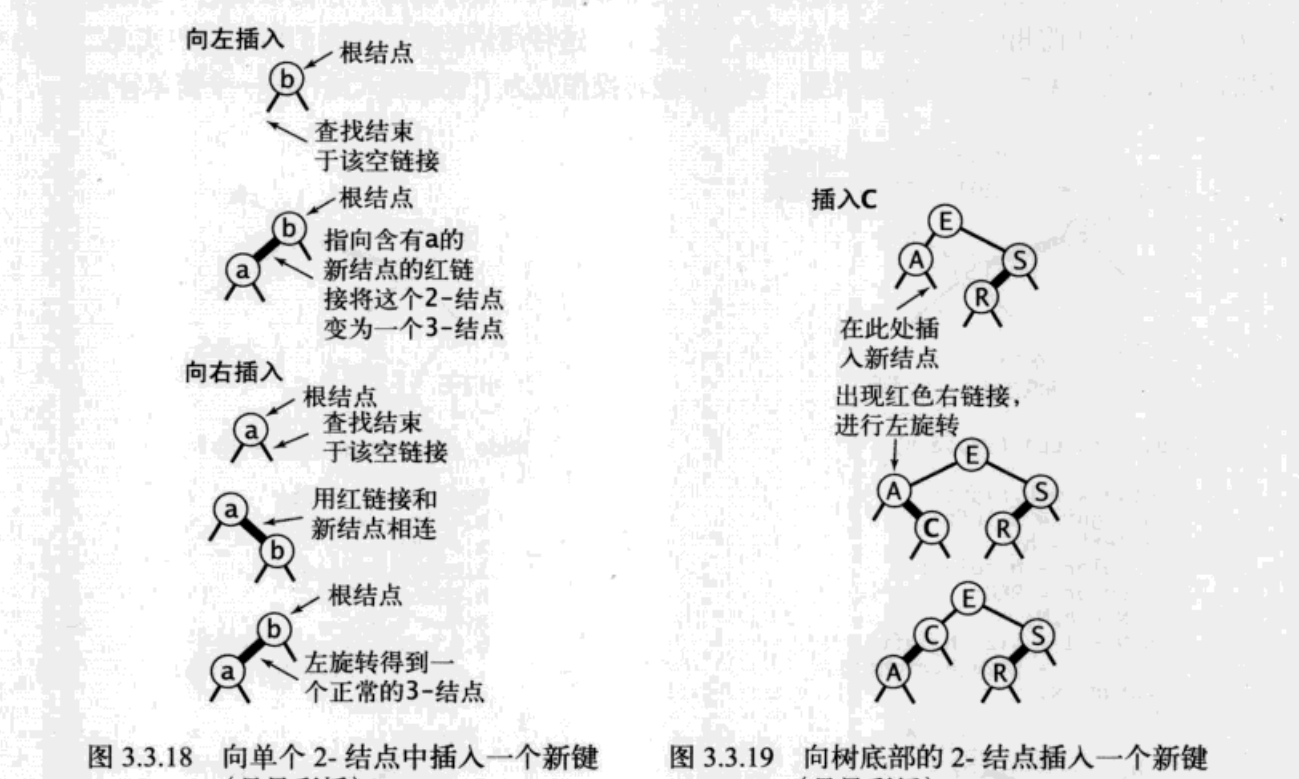 向左插入
根结点
b
查找结束
于该空链接
根结点
b
a
指向含有a的
新结点的红链
接将这个2-结点
变为一个3-结点
向右插入
根结点
a
查找结束
于该空链接
a
b
用红链接和
新结点相连
根结点
b
a
左旋转得到一
个正常的3-结点
图 3.3.18 向单个 2- 结点中插入一个新键
插入C
E
A
S
R
在此处插
入新结点
出现红色右链接，
进行左旋转
E
A
S
C
R
E
C
S
A
R
图 3.3.19 向树底部的 2- 结点插入一个新键